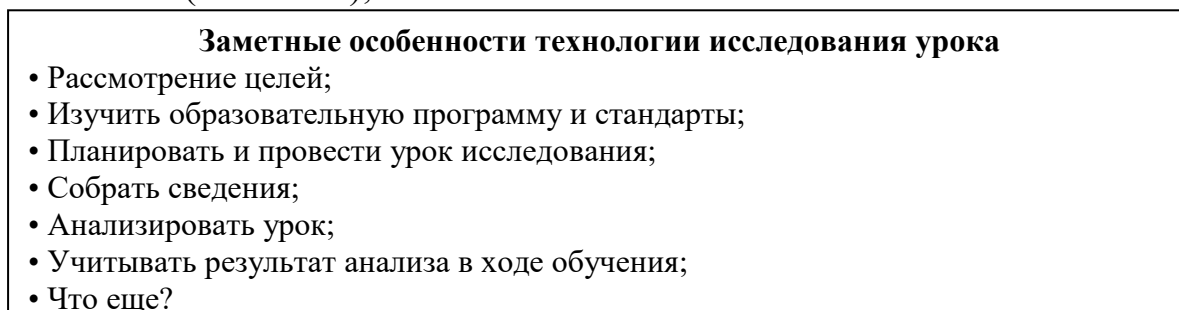 Заметные особенности технологии исследования урока
• Рассмотрение целей;
• Изучить образовательную программу и стандарты;
• Планировать и провести урок исследования;
• Собрать сведения;
• Анализировать урок;
• Учитывать результат анализа в ходе обучения;
• Что еще?